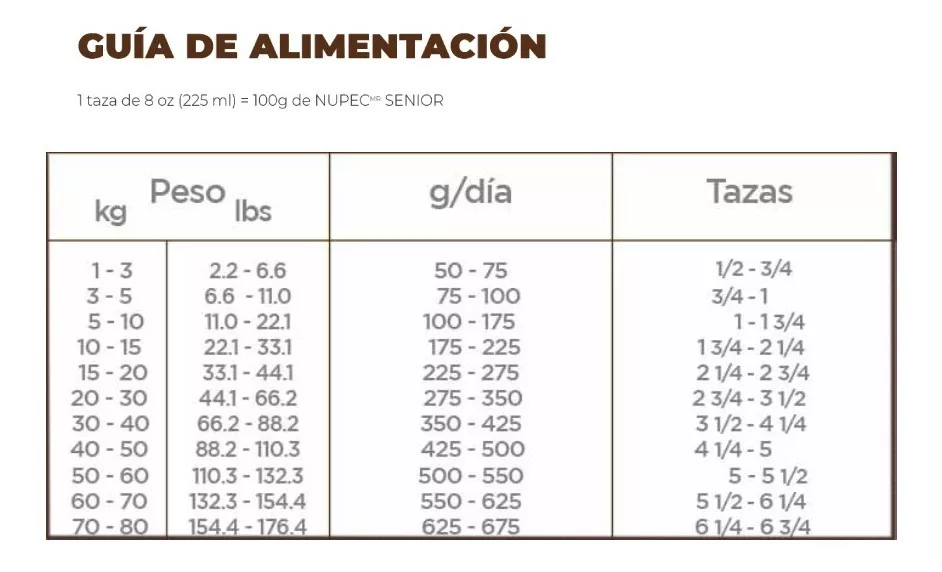 GUÍA DE ALIMENTACIÓN
1 taza de 8 oz (225 ml) = 100g de NUPECᴹᴿ SENIOR
Peso g/día Tazas
kg lbs
1 - 3 2.2 - 6.6 50 - 75 1/2 - 3/4
3 - 5 6.6 - 11.0 75 - 100 3/4 - 1
5 - 10 11.0 - 22.1 100 - 175 1 - 1 3/4
10 - 15 22.1 - 33.1 175 - 225 1 3/4 - 2 1/4
15 - 20 33.1 - 44.1 225 - 275 2 1/4 - 2 3/4
20 - 30 44.1 - 66.2 275 - 350 2 3/4 - 3 1/2
30 - 40 66.2 - 88.2 350 - 425 3 1/2 - 4 1/4
40 - 50 88.2 - 110.3 425 - 500 4 1/4 - 5
50 - 60 110.3 - 132.3 500 - 550 5 - 5 1/2
60 - 70 132.3 - 154.4 550 - 625 5 1/2 - 6 1/4
70 - 80 154.4 - 176.4 625 - 675 6 1/4 - 6 3/4